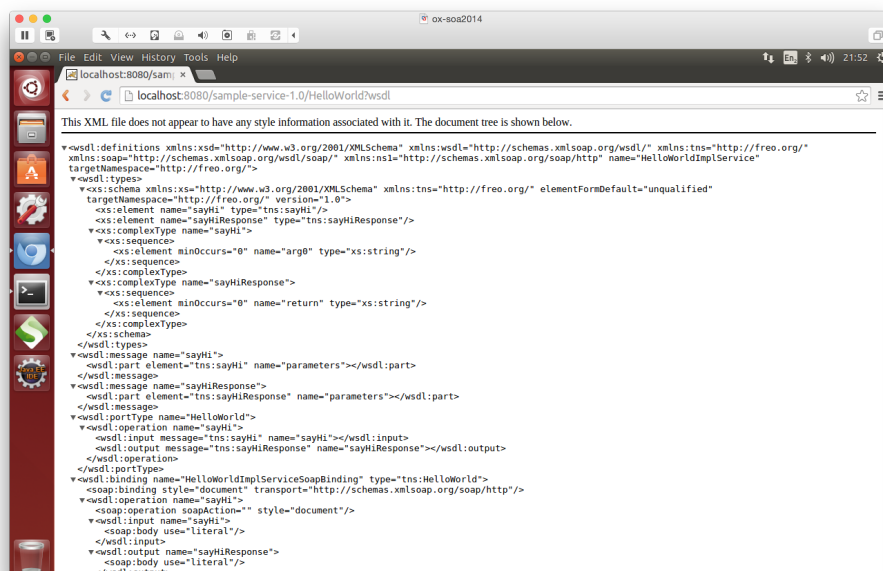 ox-soa2014
File Edit View History Tools Help
En2
21:52
localhost:8080/sam
localhost:8080/sample-service-1.0/HelloWorld?wsdl
This XML file does not appear to have any style information associated with it. The document tree is shown below.
<wsdl:definitions xmlns:xsd="http://www.w3.org/2001/XMLSchema" xmlns:wsdl="http://schemas.xmlsoap.org/wsdl/" xmlns:tns="http://freo.org/"
xmlns:soap="http://schemas.xmlsoap.org/wsdl/soap/" xmlns:ns1="http://schemas.xmlsoap.org/soap/http" name="HelloWorldImplService"
targetNamespace="http://freo.org/">
<wsdl:types>
<xs:schema xmlns:xs="http://www.w3.org/2001/XMLSchema" xmlns:tns="http://freo.org/" elementFormDefault="unqualified"
targetNamespace="http://freo.org/" version="1.0">
<xs:element name="sayHi" type="tns:sayHi"/>
<xs:element name="sayHiResponse" type="tns:sayHiResponse"/>
<xs:complexType name="sayHi">
<xs:sequence>
<xs:element minOccurs="0" name="arg0" type="xs:string"/>
</xs:sequence>
</xs:complexType>
<xs:complexType name="sayHiResponse">
<xs:sequence>
<xs:element minOccurs="0" name="return" type="xs:string"/>
</xs:sequence>
</xs:complexType>
</xs:schema>
</wsdl:types>
<wsdl:message name="sayHi">
<wsdl:part element="tns:sayHi" name="parameters"></wsdl:part>
</wsdl:message>
<wsdl:message name="sayHiResponse">
<wsdl:part element="tns:sayHiResponse" name="parameters"></wsdl:part>
</wsdl:message>
<wsdl:portType name="HelloWorld">
<wsdl:operation name="sayHi">
<wsdl:input message="tns:sayHi" name="sayHi"></wsdl:input>
<wsdl:output message="tns:sayHiResponse" name="sayHiResponse"></wsdl:output>
</wsdl:operation>
</wsdl:portType>
<wsdl:binding name="HelloWorldImplServiceSoapBinding" type="tns:HelloWorld">
<soap:binding style="document" transport="http://schemas.xmlsoap.org/soap/http"/>
<wsdl:operation name="sayHi">
<soap:operation soapAction="" style="document"/>
<wsdl:input name="sayHi">
<soap:body use="literal"/>
</wsdl:input>
<wsdl:output name="sayHiResponse">
<soap:body use="literal"/>
Java EE
IDE